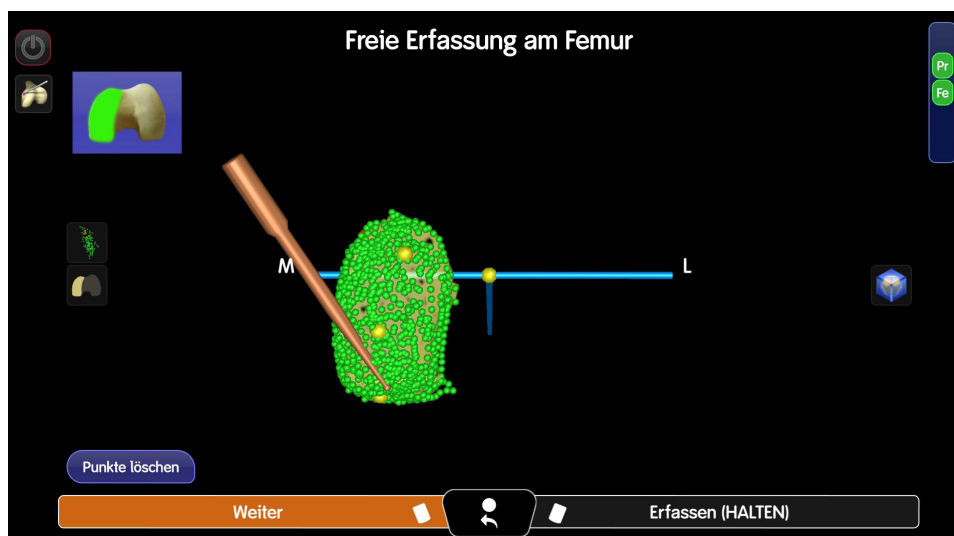 Freie Erfassung am Femur
Pr
Fe
M
L
Punkte löschen
Weiter
Erfassen (HALTEN)